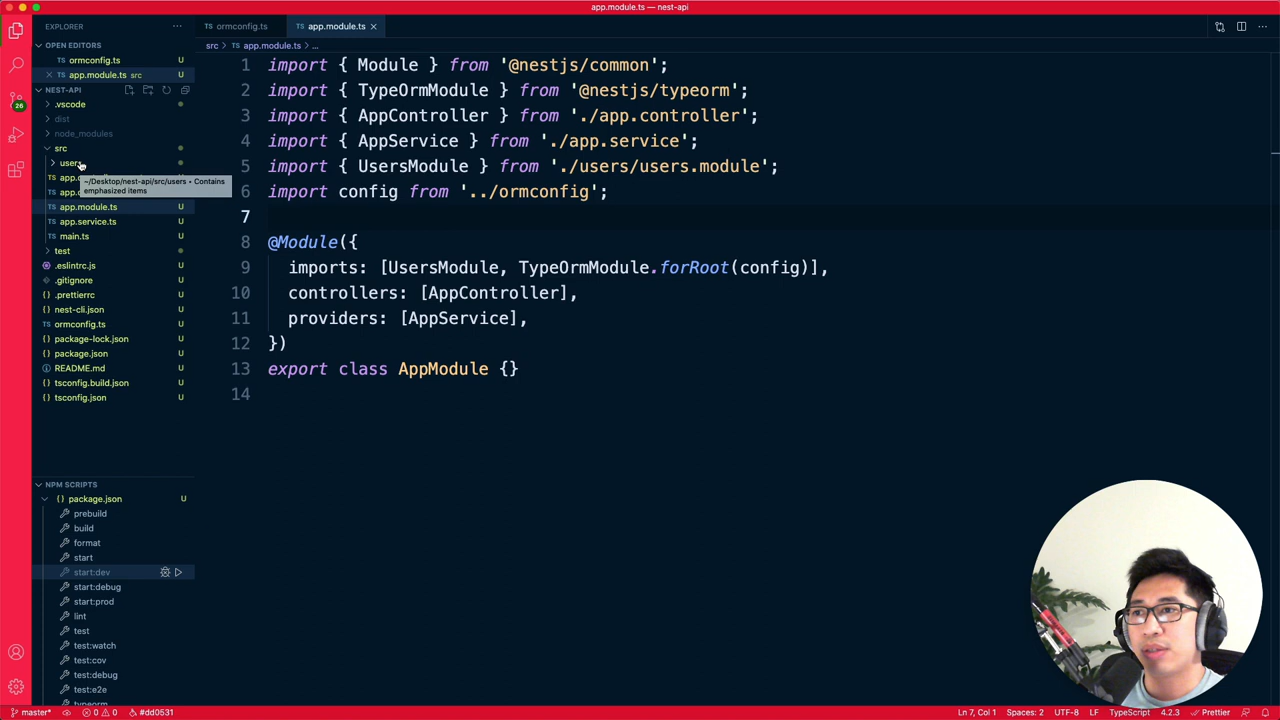 app.module.ts — nest-api
EXPLORER
ormconfig.ts
app.module.ts
OPEN EDITORS
ormconfig.ts U
app.module.ts src U
NEST-API
.vscode
dist
node_modules
src
users
~/Desktop/nest-api/src/users • Contains
emphasized items
app.module.ts U
app.service.ts U
main.ts U
test
.eslintrc.js U
.gitignore U
.prettierrc U
nest-cli.json U
ormconfig.ts U
package-lock.json U
package.json U
README.md U
tsconfig.build.json U
tsconfig.json U
NPM SCRIPTS
package.json U
prebuild
build
format
start
start:dev
start:debug
start:prod
lint
test
test:watch
test:cov
test:debug
test:e2e
typeorm
26
src > TS app.module.ts > ...
1 import { Module } from '@nestjs/common';
2 import { TypeOrmModule } from '@nestjs/typeorm';
3 import { AppController } from './app.controller';
4 import { AppService } from './app.service';
5 import { UsersModule } from './users/users.module';
6 import config from '../ormconfig';
7
8 @Module({
9 imports: [UsersModule, TypeOrmModule.forRoot(config)],
10 controllers: [AppController],
11 providers: [AppService],
12 })
13 export class AppModule {}
14
master* 0 0 #dd0531 Ln 7, Col 1 Spaces: 2 UTF-8 LF TypeScript 4.2.3 Prettier